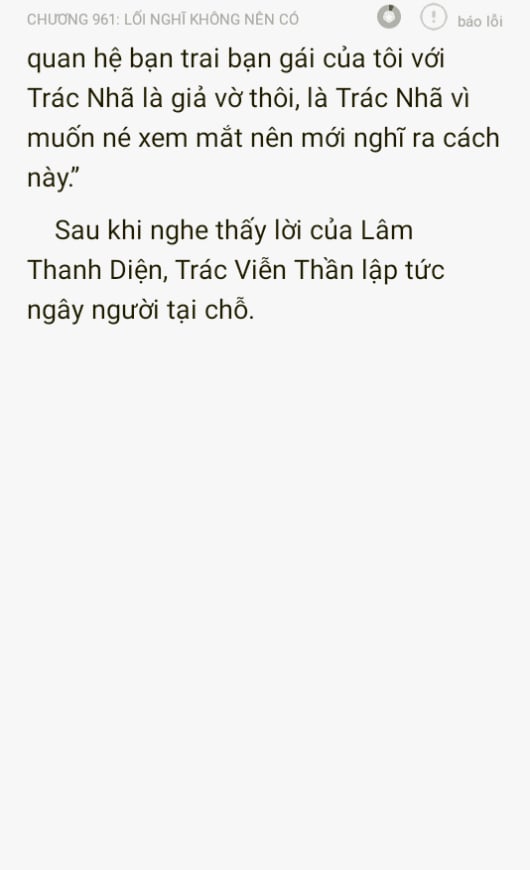 CHƯƠNG 961: LỐI NGHĨ KHÔNG NÊN CÓ
báo lỗi
quan hệ bạn trai bạn gái của tôi với
Trác Nhã là giả vờ thôi, là Trác Nhã vì
muốn né xem mắt nên mới nghĩ ra cách
này.”
Sau khi nghe thấy lời của Lâm
Thanh Diện, Trác Viễn Thần lập tức
ngây người tại chỗ.